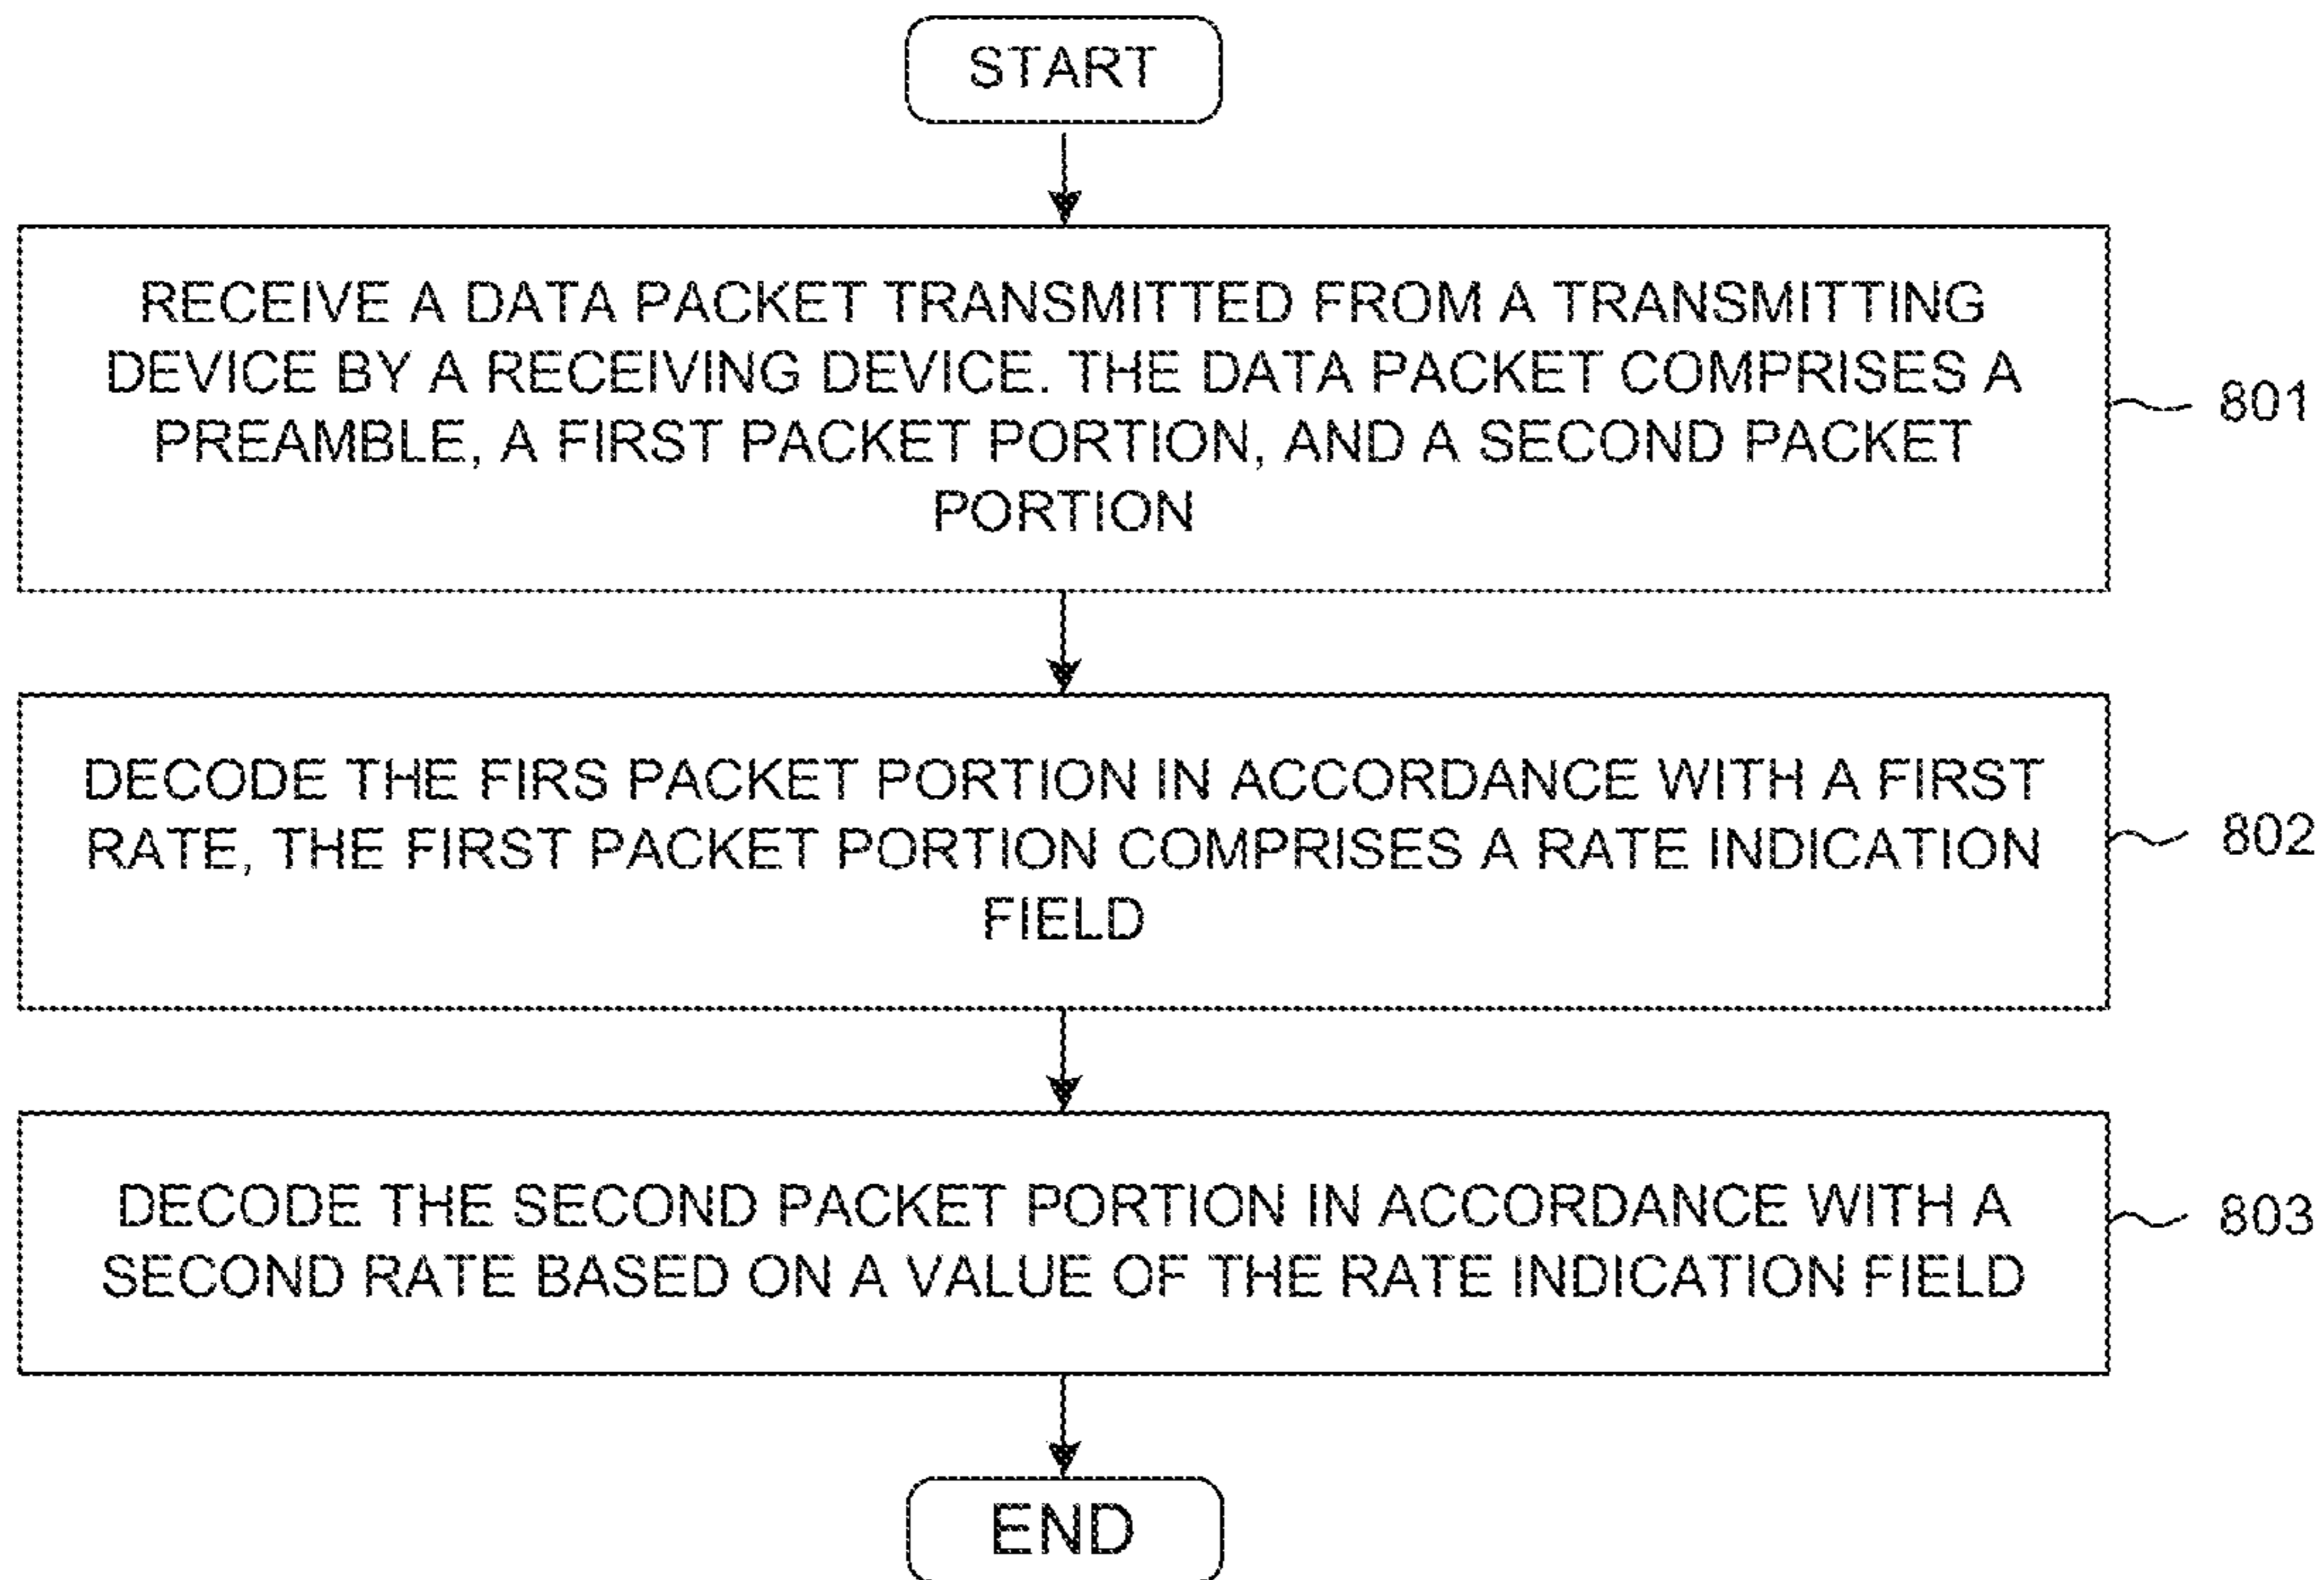 START
RECEIVE A DATA PACKET TRANSMITTED FROM A TRANSMITTING
DEVICE BY A RECEIVING DEVICE. THE DATA PACKET COMPRISES A
PREAMBLE, A FIRST PACKET PORTION, AND A SECOND PACKET
PORTION
801
DECODE THE FIRS PACKET PORTION IN ACCORDANCE WITH A FIRST
RATE, THE FIRST PACKET PORTION COMPRISES A RATE INDICATION
FIELD
802
DECODE THE SECOND PACKET PORTION IN ACCORDANCE WITH A
SECOND RATE BASED ON A VALUE OF THE RATE INDICATION FIELD
803
END